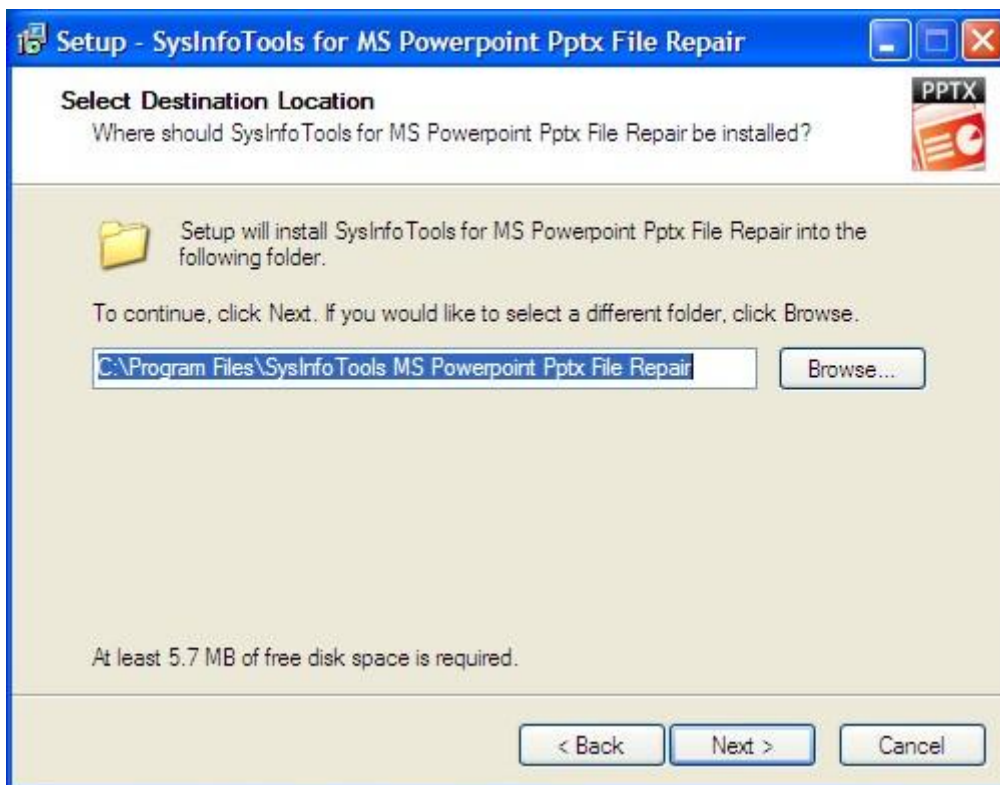 Setup - SysInfoTools for MS Powerpoint Pptx File Repair
Select Destination Location
Where should SysInfoTools for MS Powerpoint Pptx File Repair be installed?
PPTX
Setup will install SysInfoTools for MS Powerpoint Pptx File Repair into the
following folder.
To continue, click Next. If you would like to select a different folder, click Browse.
C:\Program Files\SysInfoTools MS Powerpoint Pptx File Repair
Browse...
At least 5.7 MB of free disk space is required.
< Back
Next >
Cancel